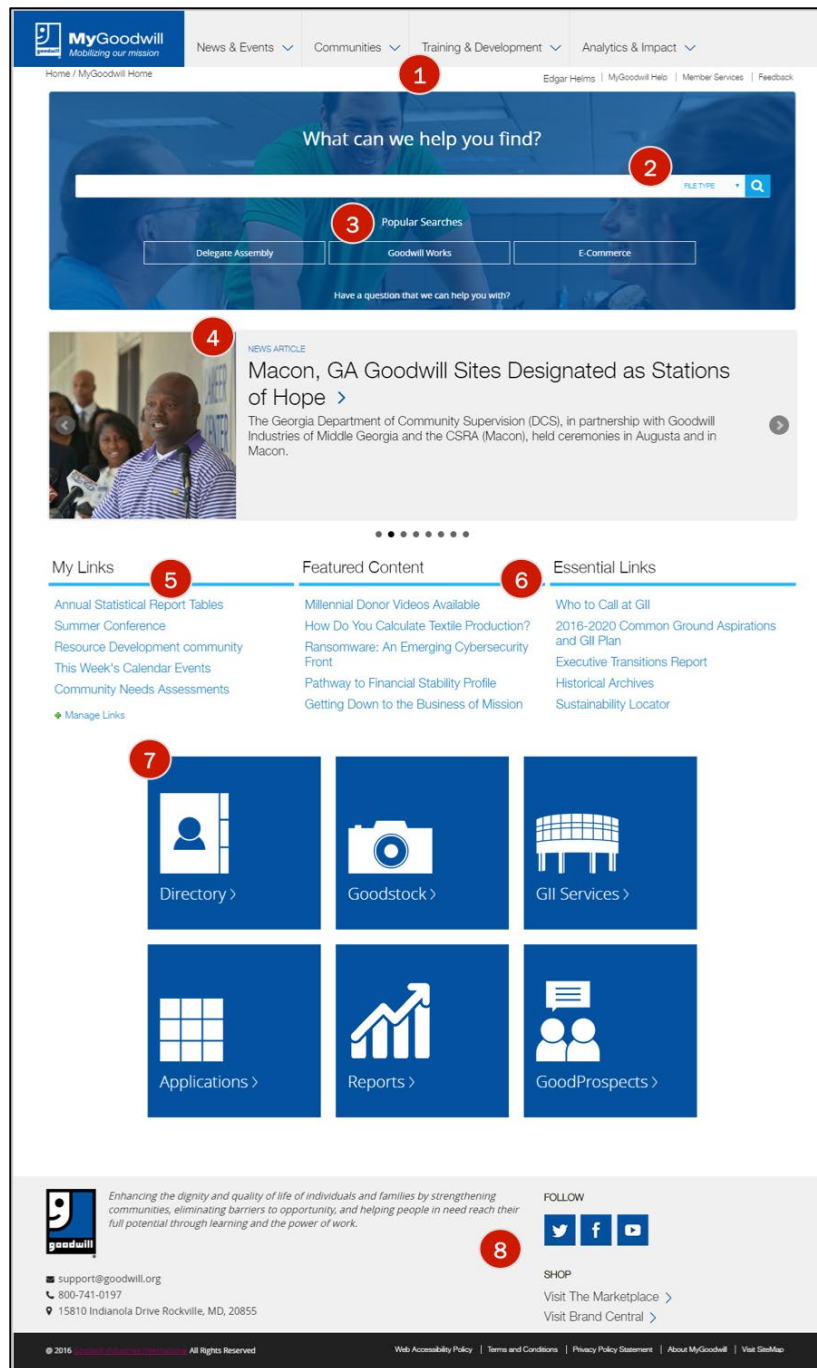 goodwill
MyGoodwill
Mobilizing our mission
News & Events
Communities
Training & Development
Analytics & Impact
Home / MyGoodwill Home
1
Edgar Helms | MyGoodwill Help | Member Services | Feedback
What can we help you find?
2
FILE TYPE
3
Popular Searches
Delegate Assembly
Goodwill Works
E-Commerce
Have a question that we can help you with?
4
NEWS ARTICLE
Macon, GA Goodwill Sites Designated as Stations
of Hope >
The Georgia Department of Community Supervision (DCS), in partnership with Goodwill
Industries of Middle Georgia and the CSRA (Macon), held ceremonies in Augusta and in
Macon.
My Links
5
Annual Statistical Report Tables
Summer Conference
Resource Development community
This Week's Calendar Events
Community Needs Assessments
Manage Links
Featured Content
6
Millennial Donor Videos Available
How Do You Calculate Textile Production?
Ransomware: An Emerging Cybersecurity
Front
Pathway to Financial Stability Profile
Getting Down to the Business of Mission
Essential Links
Who to Call at GII
2016-2020 Common Ground Aspirations
and GII Plan
Executive Transitions Report
Historical Archives
Sustainability Locator
7
Directory >
Goodstock >
GII Services >
Applications >
Reports >
GoodProspects >
goodwill
Enhancing the dignity and quality of life of individuals and families by strengthening
communities, eliminating barriers to opportunity, and helping people in need reach their
full potential through learning and the power of work.
support@goodwill.org
800-741-0197
15810 Indianola Drive Rockville, MD, 20855
8
FOLLOW
SHOP
Visit The Marketplace >
Visit Brand Central >
@ 2016 Goodwill Industries International All Rights Reserved
Web Accessibility Policy | Terms and Conditions | Privacy Policy Statement | About MyGoodwill | Visit SiteMap